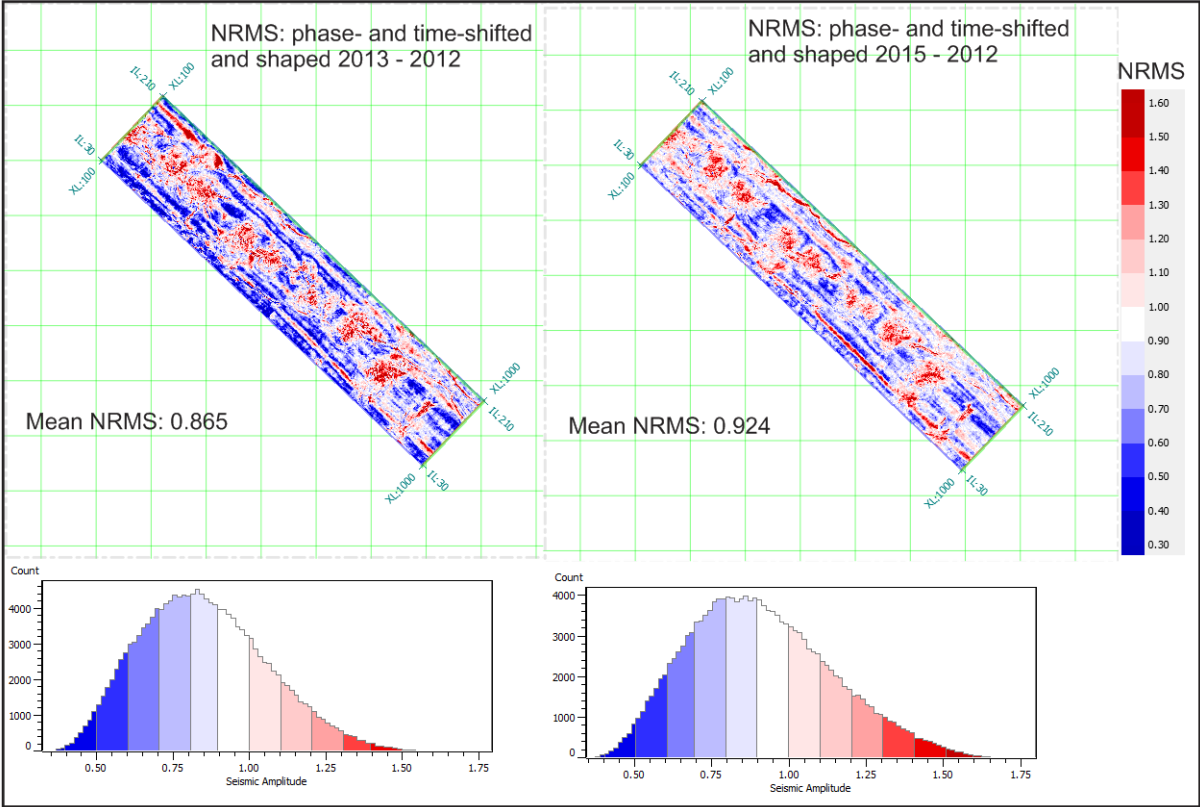 NRMS: phase- and time-shifted
and shaped 2013 - 2012
IL:210
XL:100
IL:30
XL:100
XL:1000
IL:210
XL:1000
IL:30
Mean NRMS: 0.865
NRMS: phase- and time-shifted
and shaped 2015 - 2012
IL:210
XL:100
IL:30
XL:100
XL:1000
IL:210
XL:1000
IL:30
Mean NRMS: 0.924
NRMS
1.60
1.50
1.40
1.30
1.20
1.10
1.00
0.90
0.80
0.70
0.60
0.50
0.40
0.30
Count
4000
3000
2000
1000
0
0.50 0.75 1.00 1.25 1.50 1.75
Seismic Amplitude
Count
4000
3000
2000
1000
0
0.50 0.75 1.00 1.25 1.50 1.75
Seismic Amplitude